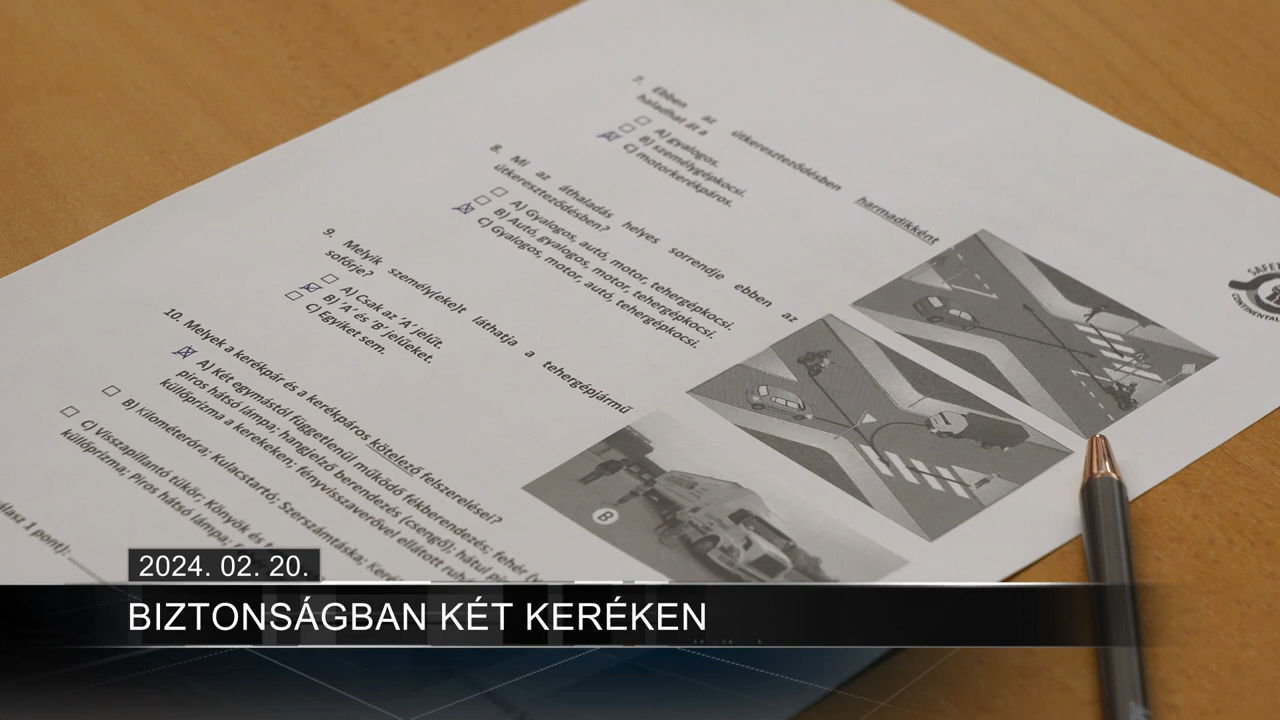 7. Ebben az útkereszteződésben harmadikként
haladhat át a
A) gyalogos.
B) személygépkocsi.
C) motorkerékpáros.
8. Mi az áthaladás helyes sorrendje ebben az
útkereszteződésben?
A) Gyalogos, autó, motor, tehergépkocsi.
B) Autó, gyalogos, motor, tehergépkocsi.
C) Gyalogos, motor, autó, tehergépkocsi.
9. Melyik személy(eke)t láthatja a tehergépjármű
sofőrje?
A) Csak az 'A' jelűt.
B) 'A' és 'B' jelűeket.
C) Egyiket sem.
10. Melyek a kerékpár és a kerékpáros kötelező felszerelései?
A) Két egymástól függetlenül működő fékberendezés; fehér
piros hátsó lámpa; hangjelző berendezés (csengő); hátul
küllőprizma a kerekeken; fényvisszaverővel ellátott
B) Kilométeróra; Kulacstartó; Szerszámtáska;
C) Visszapillantó tükör; Könyök és
küllőprizma; Piros hátsó lámpa;
1 pont):
B
CONTINENTAL
2024. 02. 20.
BIZTONSÁGBAN KÉT KERÉKEN